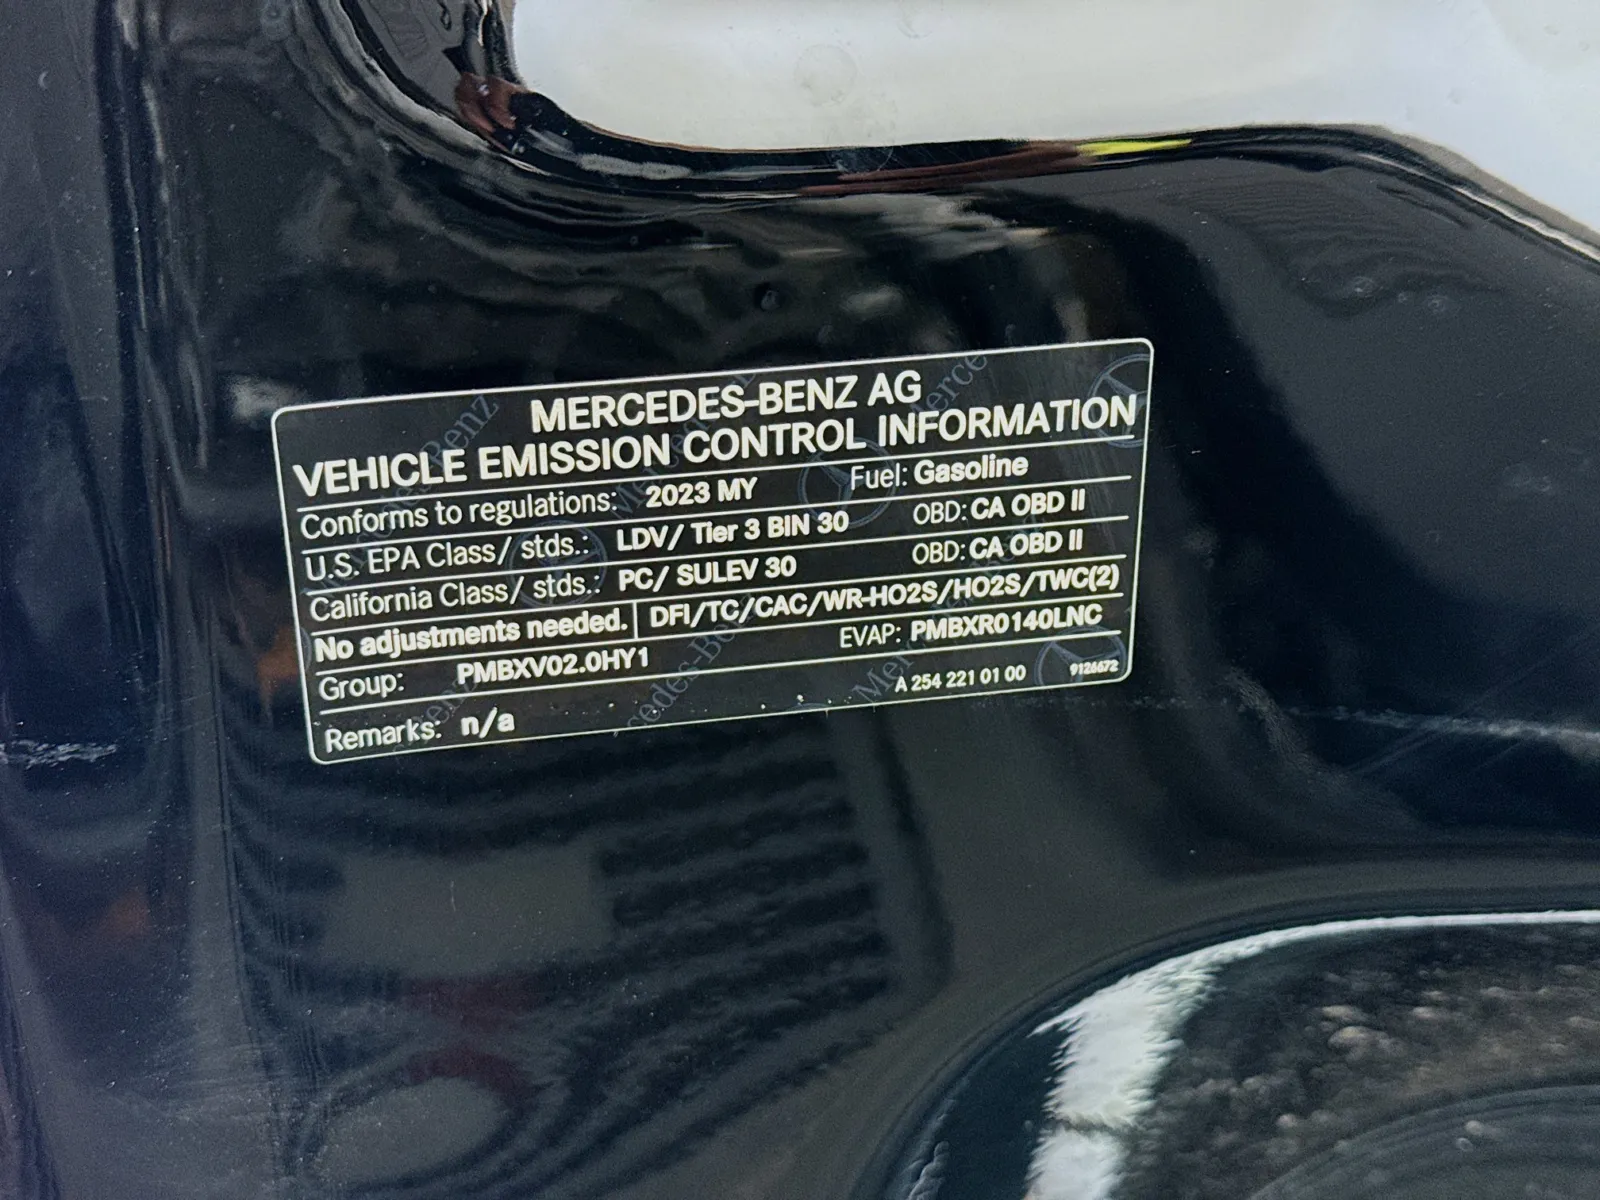 MERCEDES-BENZ AG
VEHICLE EMISSION CONTROL INFORMATION
Conforms to regulations: 2023 MY Fuel: Gasoline
U.S. EPA Class/ stds.: LDV/ Tier 3 BIN 30 OBD: CA OBD II
California Class/ stds.: PC/ SULEV 30 OBD: CA OBD II
No adjustments needed. DFI/TC/CAC/WR-HO2S/HO2S/TWC(2)
Group: PMBXV02.0HY1 EVAP: PMBXR0140LNC
Remarks: n/a A 254 221 01 00 9126672